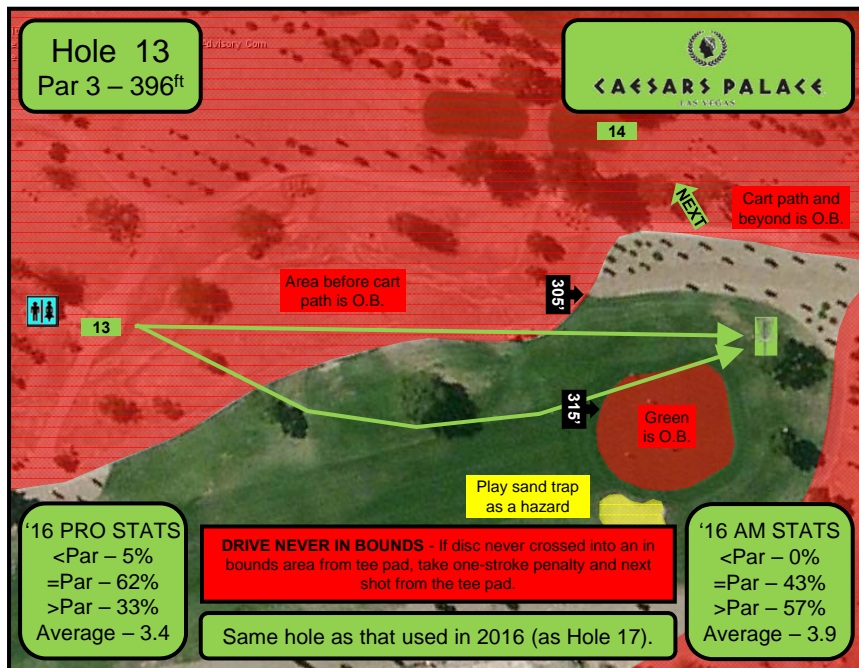 Hole 13
Par 3 – 396ft
Advisory Com
CAESARS PALACE
LAS VEGAS
14
NEXT
Cart path and
beyond is O.B.
Area before cart
path is O.B.
305’
13
315’
Green
is O.B.
Play sand trap
as a hazard
‘16 PRO STATS
<Par – 5%
=Par – 62%
>Par – 33%
Average – 3.4
DRIVE NEVER IN BOUNDS - If disc never crossed into an in
bounds area from tee pad, take one-stroke penalty and next
shot from the tee pad.
Same hole as that used in 2016 (as Hole 17).
‘16 AM STATS
<Par – 0%
=Par – 43%
>Par – 57%
Average – 3.9